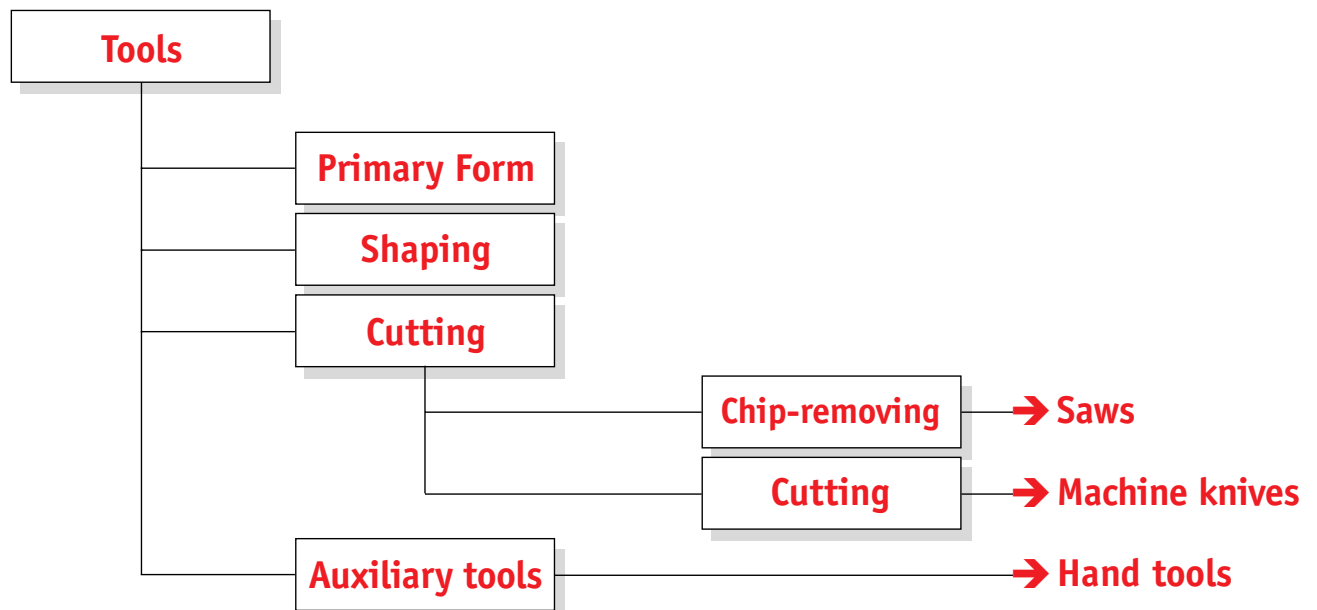 Tools
Primary Form
Shaping
Cutting
Chip-removing
Saws
Cutting
Machine knives
Auxiliary tools
Hand tools